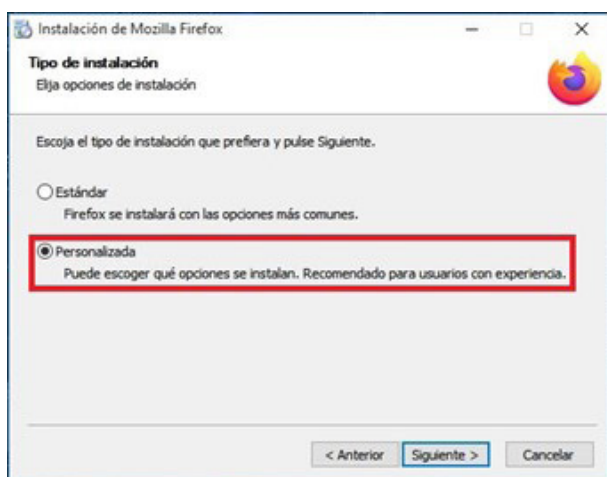 Instalación de Mozilla Firefox
Tipo de instalación
Elija opciones de instalación
Escoja el tipo de instalación que prefiera y pulse Siguiente.
Estándar
Firefox se instalará con las opciones más comunes.
Personalizada
Puede escoger qué opciones se instalan. Recomendado para usuarios con experiencia.
< Anterior
Siguiente >
Cancelar